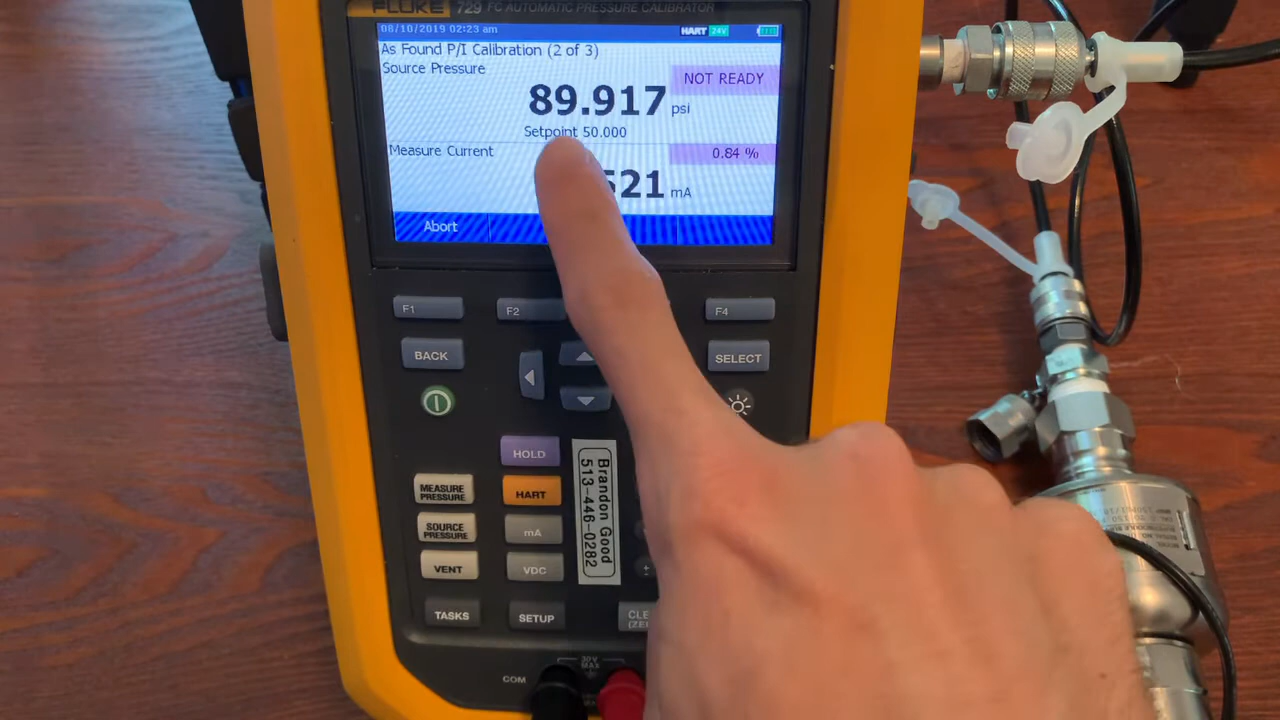 FLUKE 729 FC AUTOMATIC PRESSURE CALIBRATOR
08/10/2019 02:23 am HART 24V
As Found P/I Calibration (2 of 3)
Source Pressure
NOT READY
89.917 psi
Setpoint 50.000
Measure Current
0.84 %
521 mA
Abort
F1 F2 F4
BACK
SELECT
HOLD
MEASURE PRESSURE
HART
SOURCE PRESSURE
mA
VENT
VDC
TASKS
SETUP
Brandon Good
513-446-0282
30V
MAX
COM